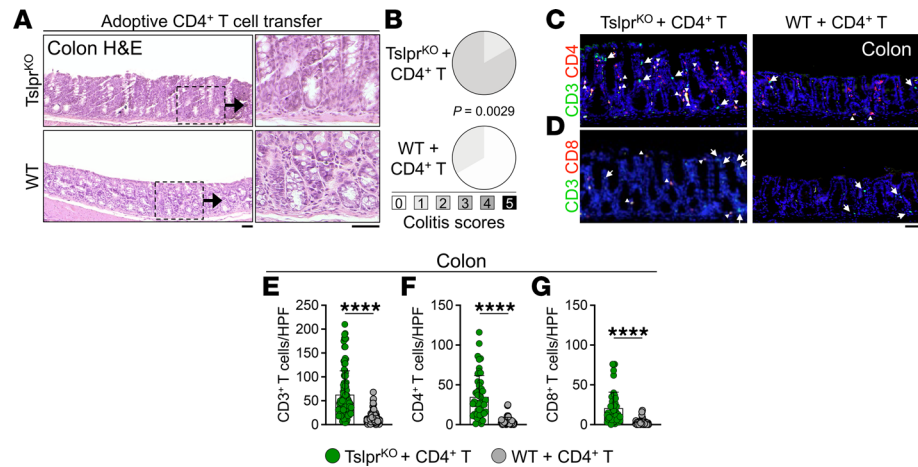 A
Adoptive CD4⁺ T cell transfer
Colon H&E
Tslprᴷᴼ
WT
B
Tslprᴷᴼ +
CD4⁺ T
P = 0.0029
WT +
CD4⁺ T
0 1 2 3 4 5
Colitis scores
C
Tslprᴷᴼ + CD4⁺ T
WT + CD4⁺ T
Colon
CD3 CD4
D
CD3 CD8
Colon
E
****
CD3⁺ T cells/HPF
250
200
150
100
50
0
F
****
CD4⁺ T cells/HPF
150
100
50
0
G
****
CD8⁺ T cells/HPF
150
100
50
0
Tslprᴷᴼ + CD4⁺ T
WT + CD4⁺ T